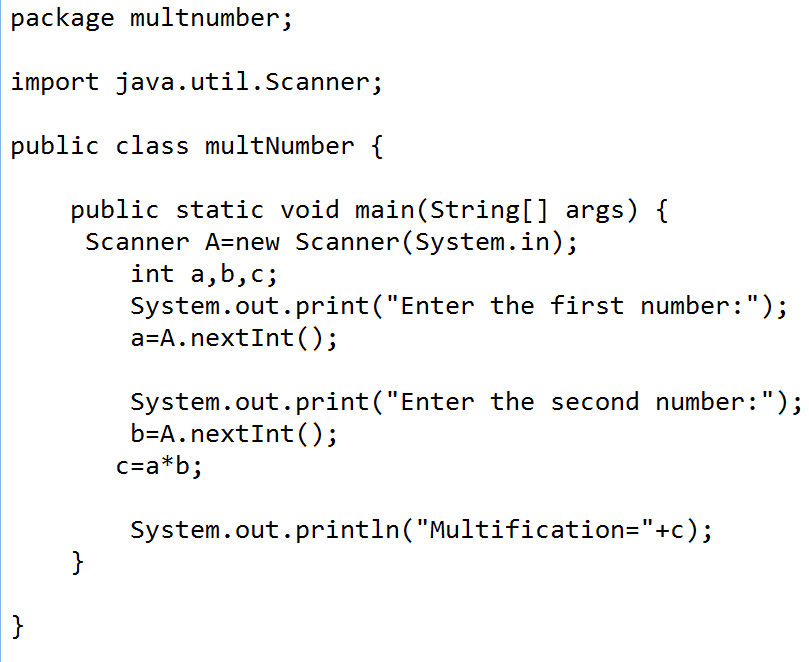 package multnumber;
import java.util.Scanner;
public class multNumber {
public static void main(String[] args) {
Scanner A=new Scanner(System.in);
int a,b,c;
System.out.print("Enter the first number:");
a=A.nextInt();
System.out.print("Enter the second number:");
b=A.nextInt();
c=a*b;
System.out.println("Multification="+c);
}
}